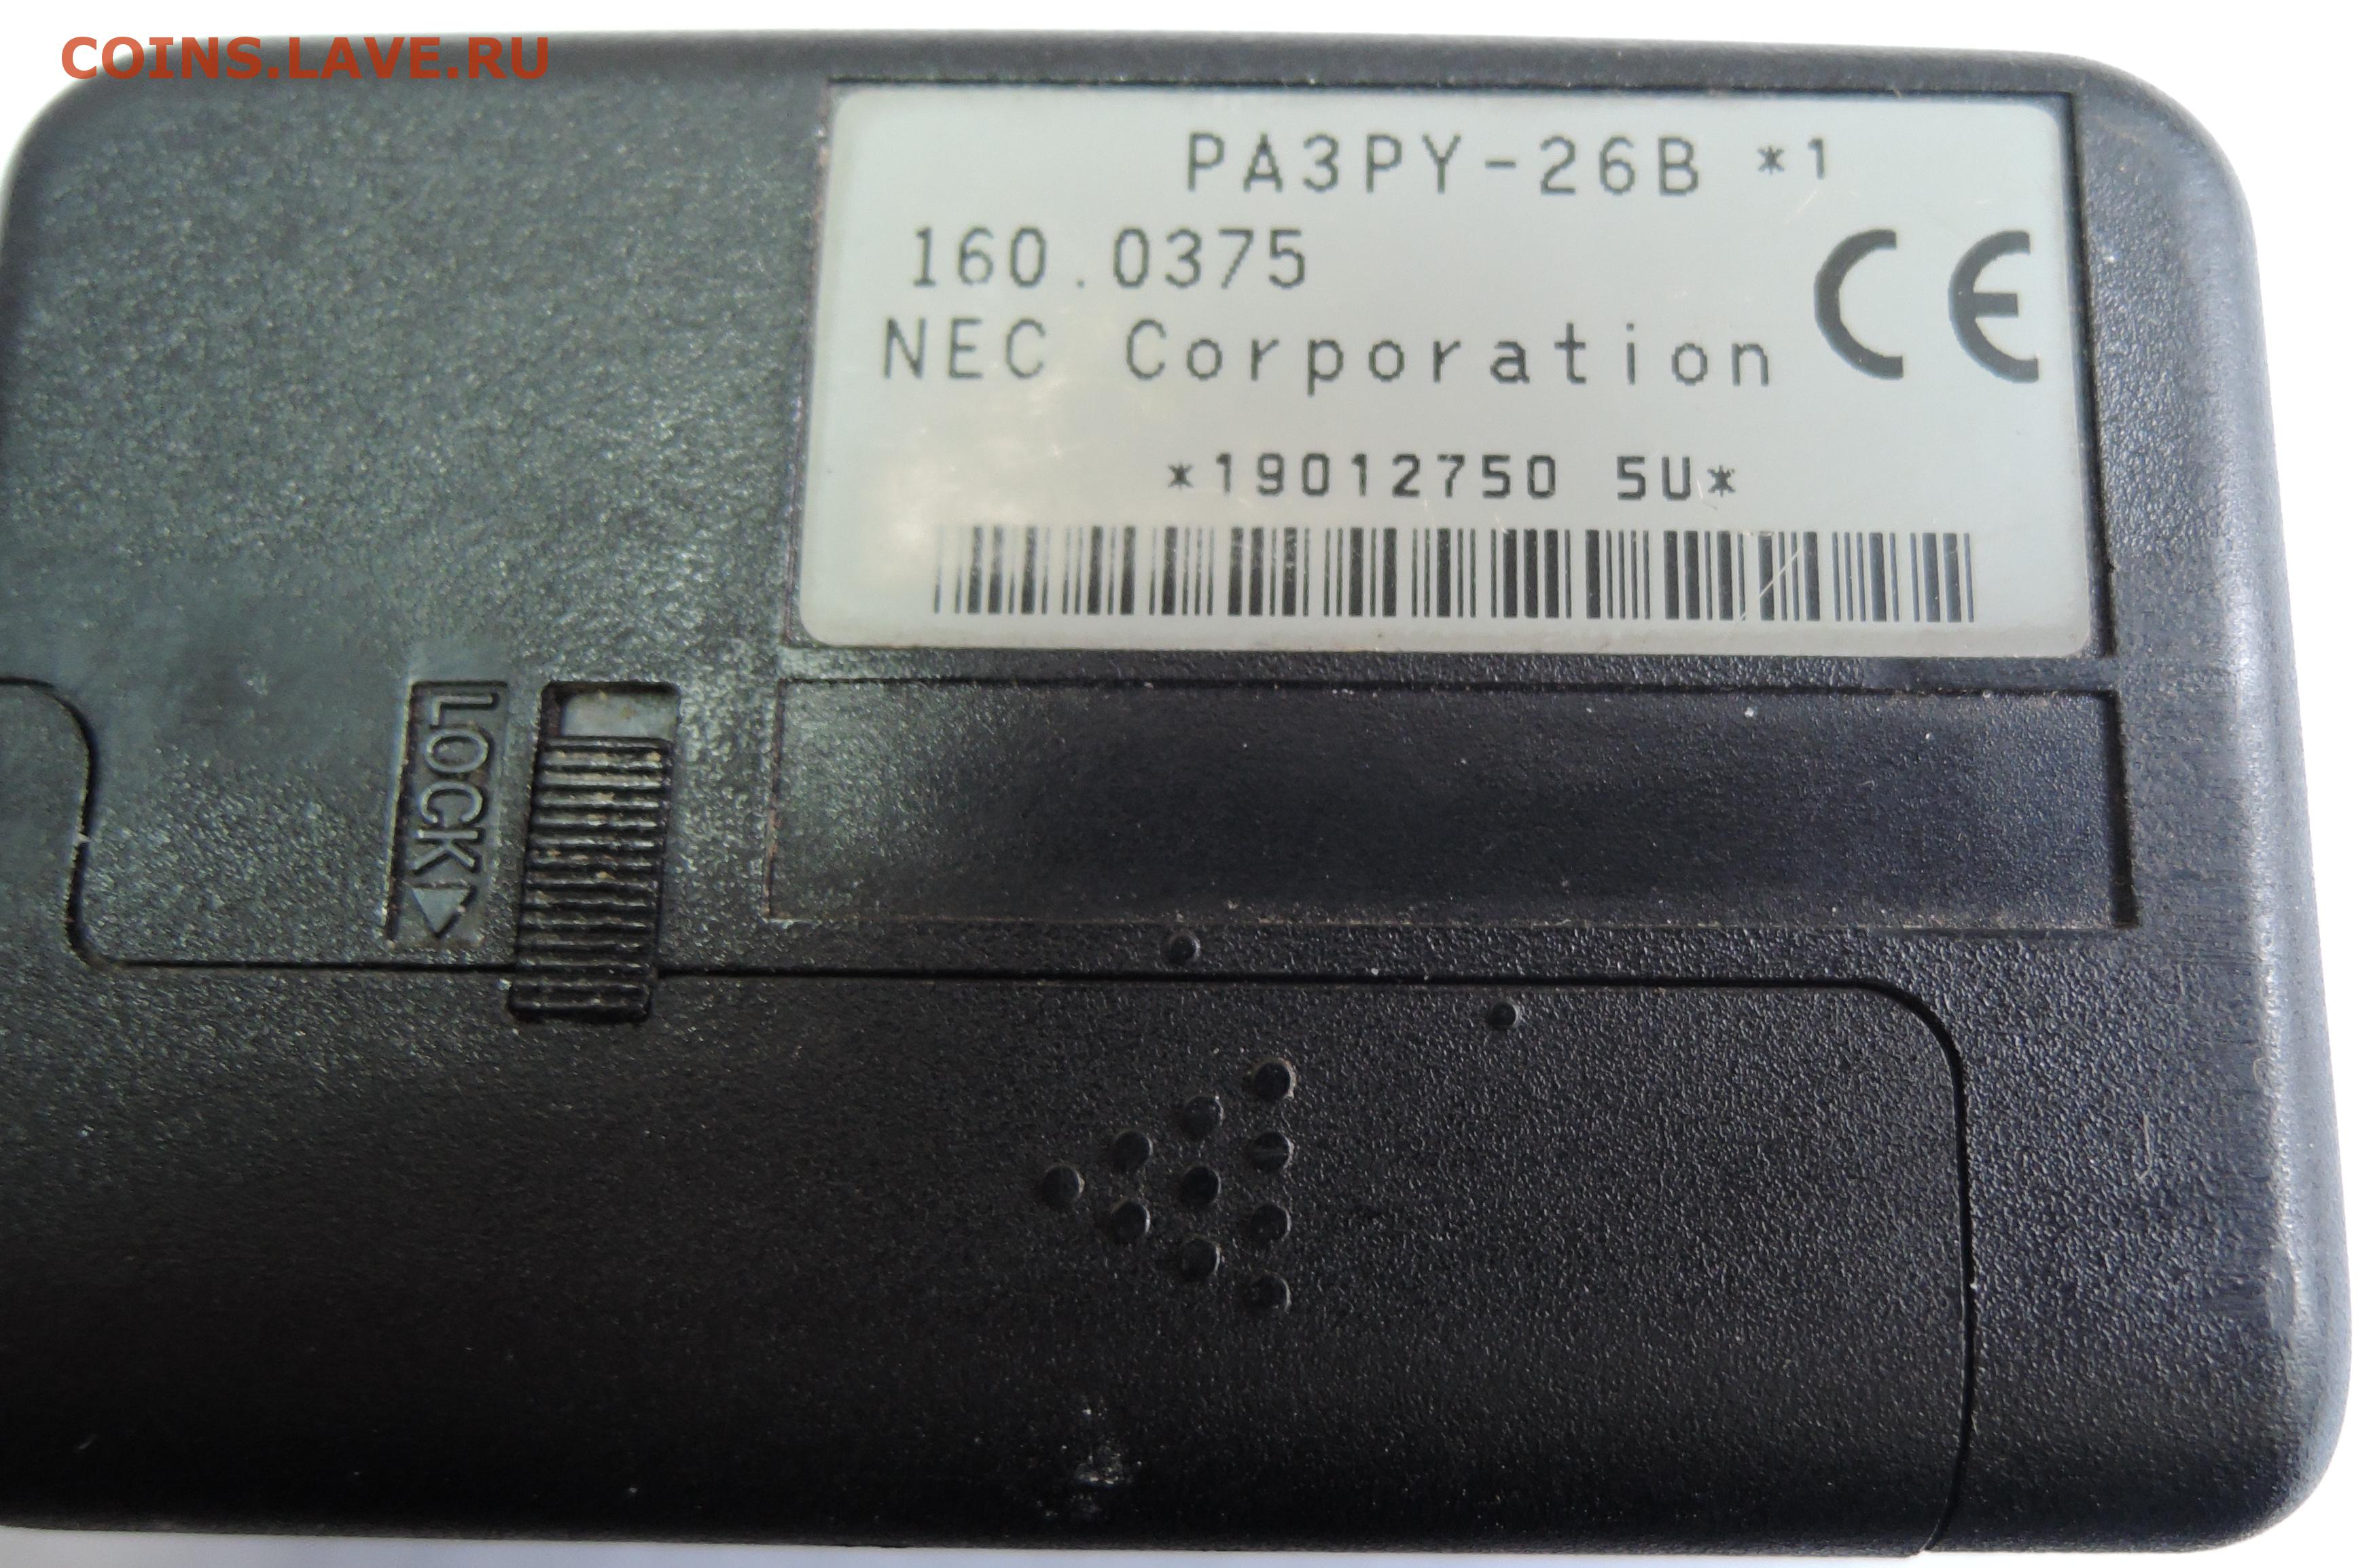 COINS.LAVE.RU
PA3PY-26B *1
160.0375
NEC Corporation
CE
*19012750 5U*
LOCK